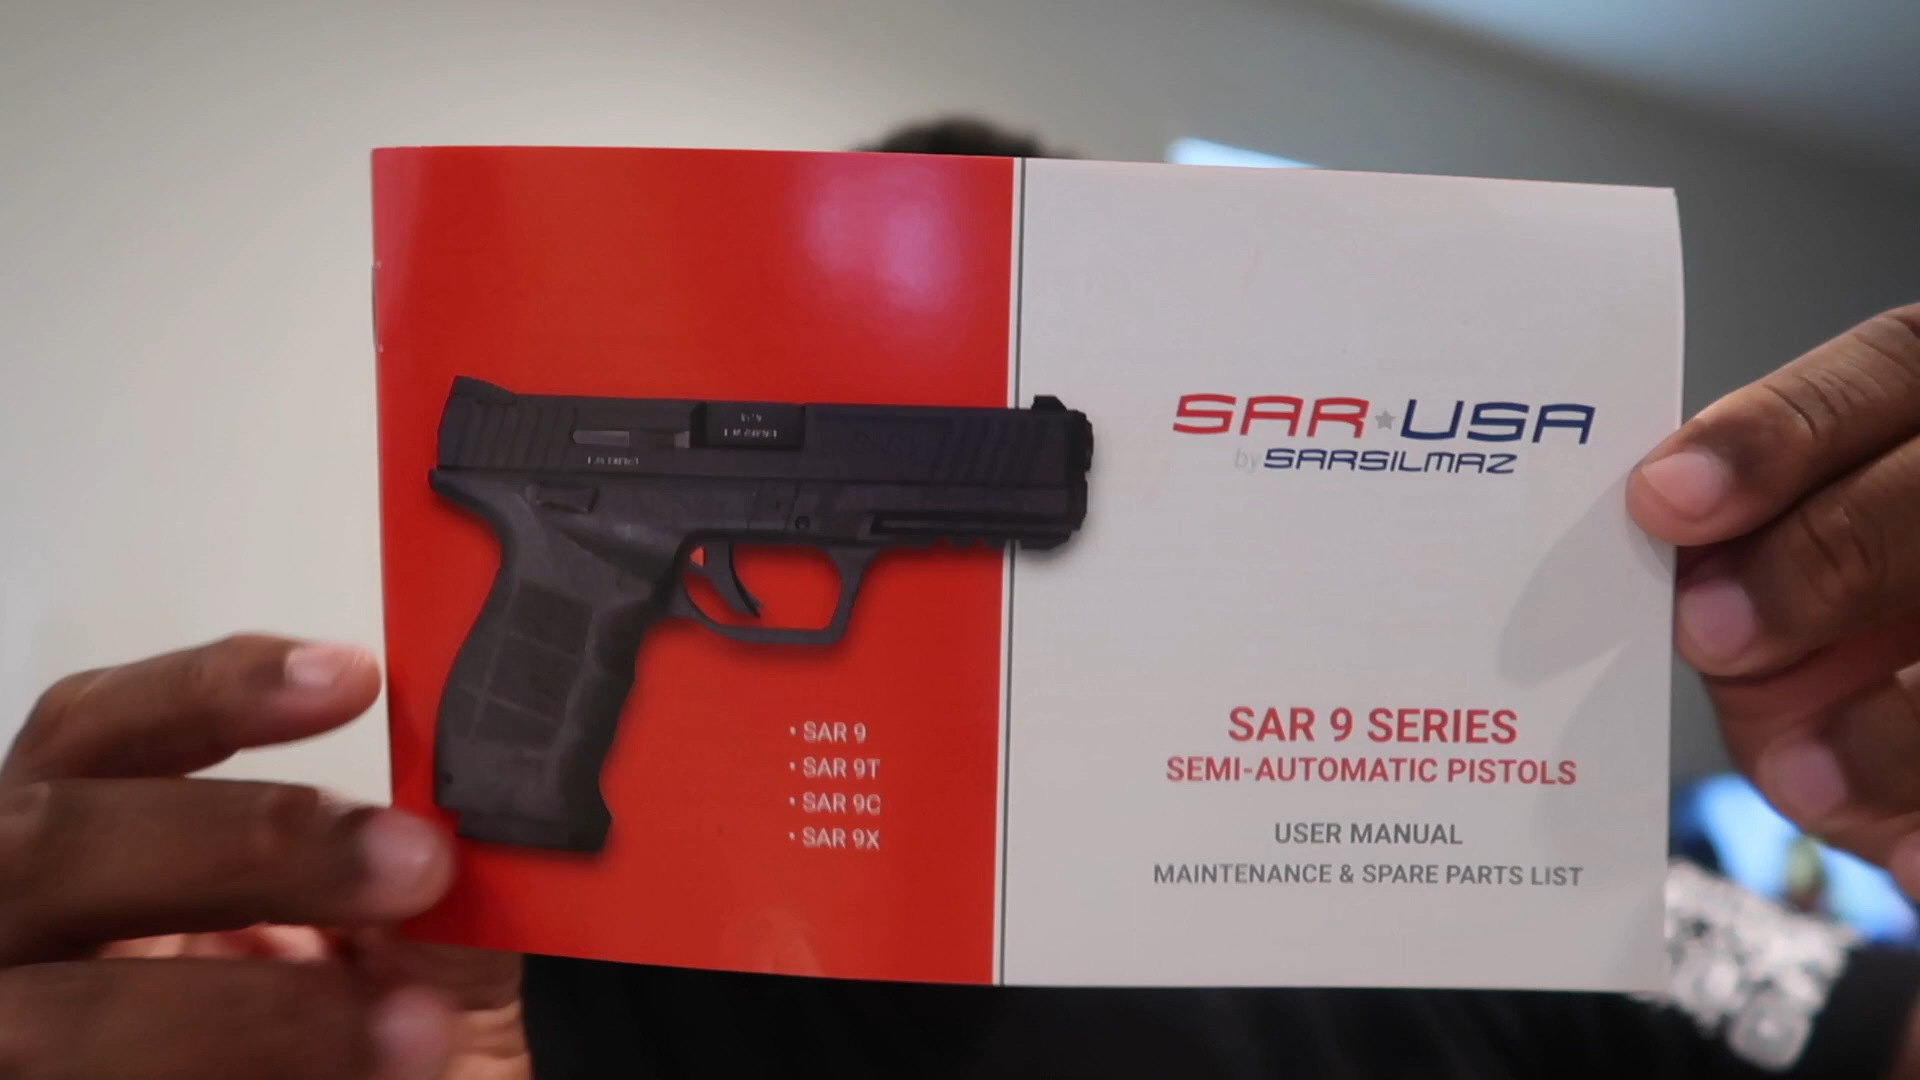 SAR USA
by SARSILMAZ
• SAR 9
• SAR 9T
• SAR 9C
• SAR 9X
SAR 9 SERIES
SEMI-AUTOMATIC PISTOLS
USER MANUAL
MAINTENANCE & SPARE PARTS LIST